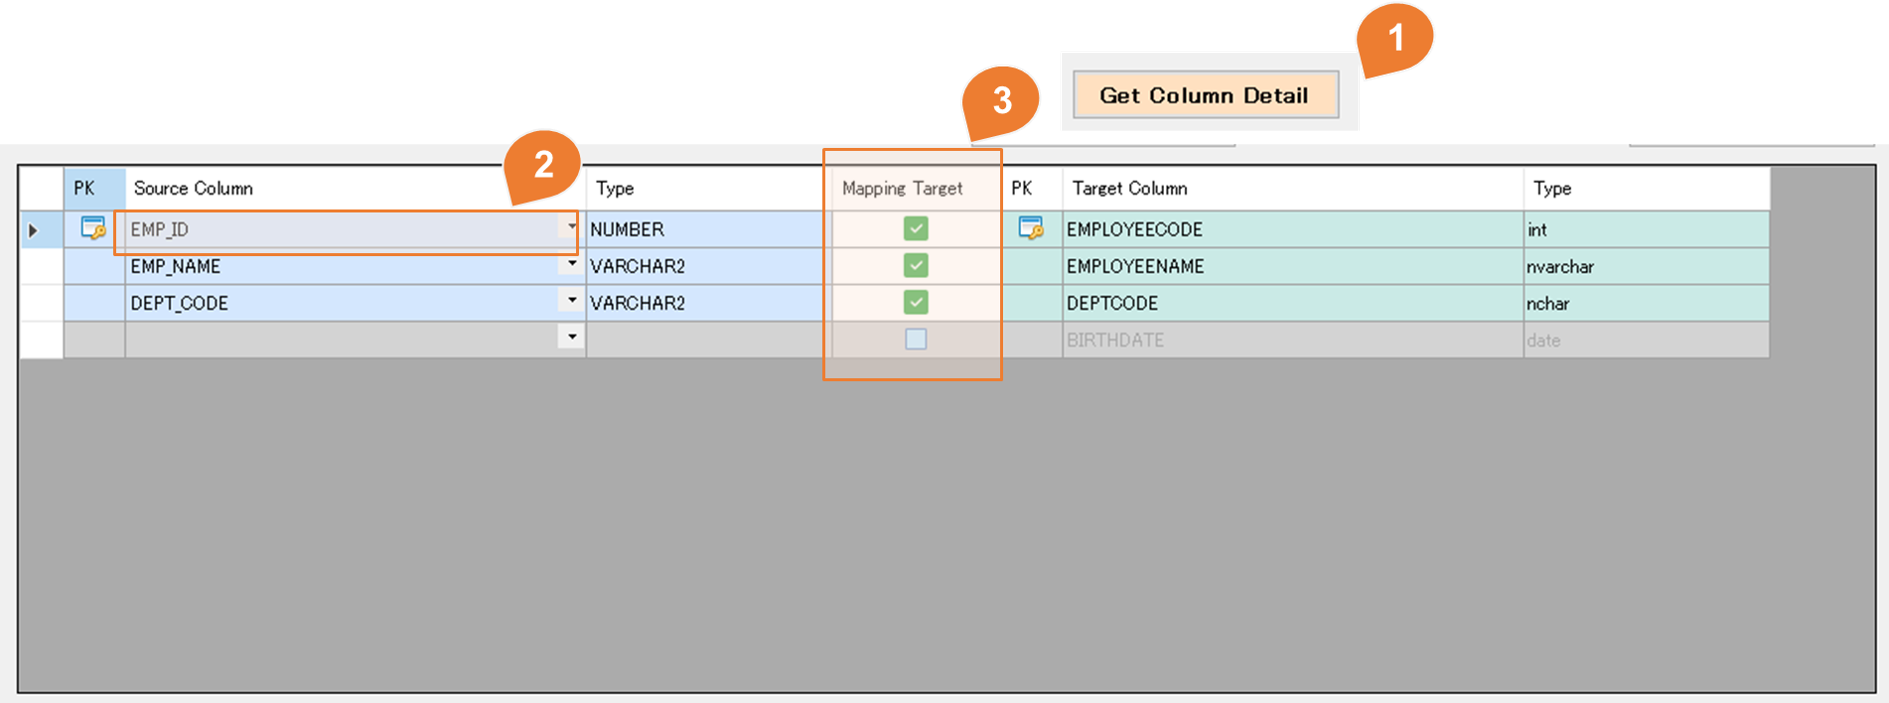 1
Get Column Detail
3
2
PK Source Column Type Mapping Target PK Target Column Type
EMP_ID NUMBER EMPLOYEECODE int
EMP_NAME VARCHAR2 EMPLOYEENAME nvarchar
DEPT_CODE VARCHAR2 DEPTCODE nchar
BIRTHDATE date